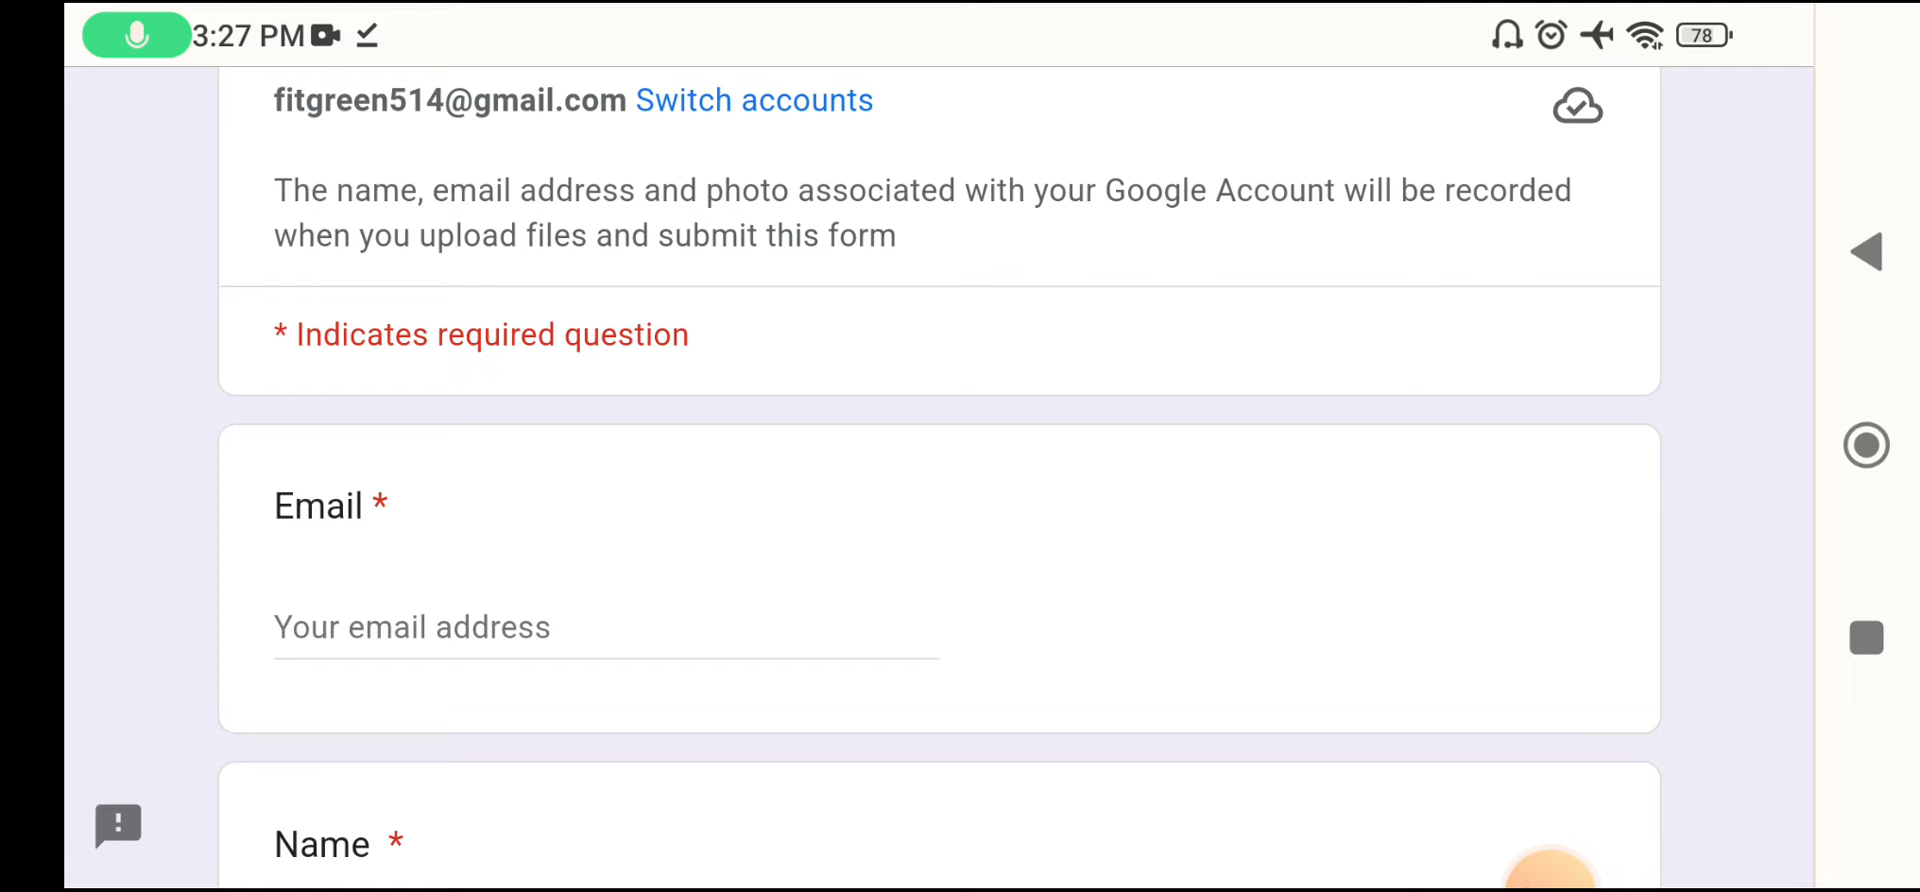 3:27 PM
78
fitgreen514@gmail.com Switch accounts
The name, email address and photo associated with your Google Account will be recorded
when you upload files and submit this form
* Indicates required question
Email *
Your email address
Name *